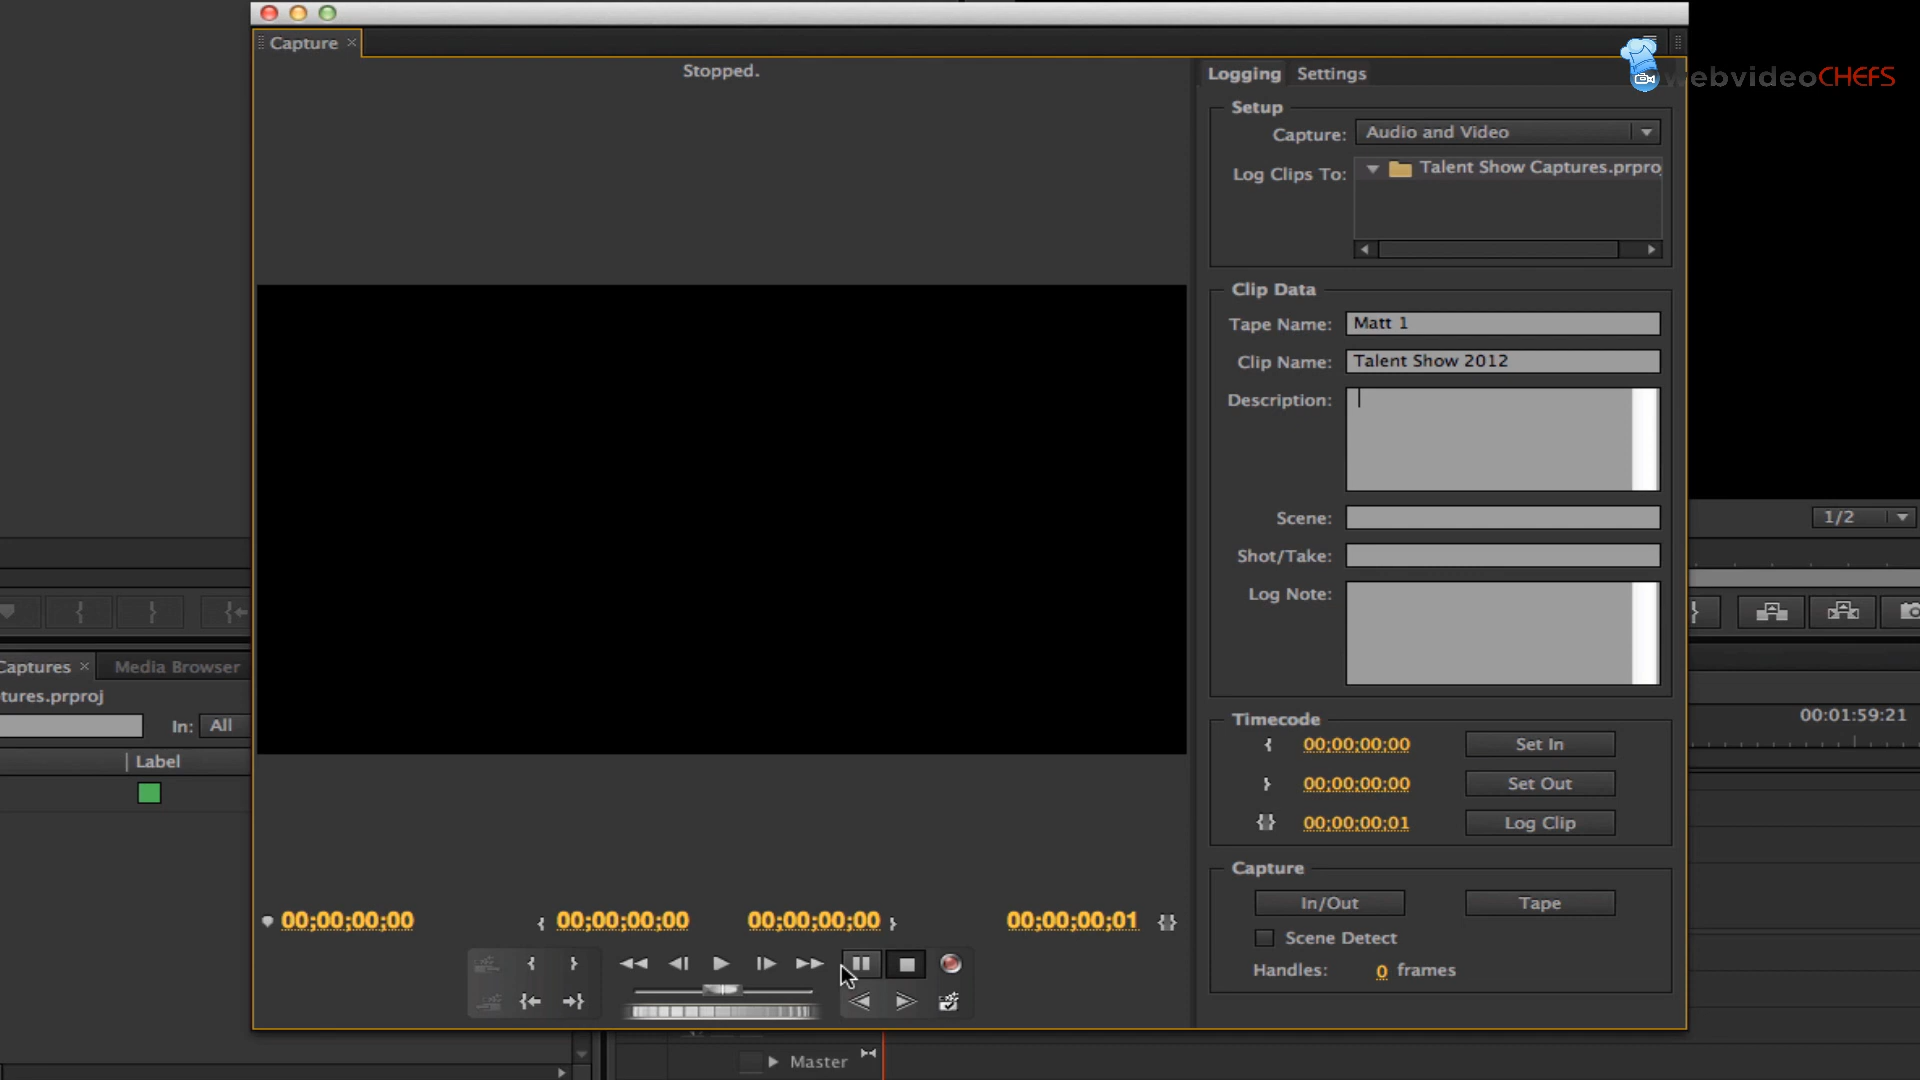 Capture
webvideoCHEFS
Stopped.
Logging Settings
Setup
Capture: Audio and Video
Log Clips To: Talent Show Captures.prpro
Clip Data
Tape Name: Matt 1
Clip Name: Talent Show 2012
Description:
Scene:
1/2
Shot/Take:
Log Note:
Captures Media Browser
tures.prproj
In: All
Label
Timecode
00:01:59:21
00;00;00;00 Set In
00;00;00;00 Set Out
00;00;00;01 Log Clip
Capture
In/Out Tape
Scene Detect
Handles: 0 frames
00;00;00;00 00;00;00;00 00;00;00;00 00;00;00;01
Master